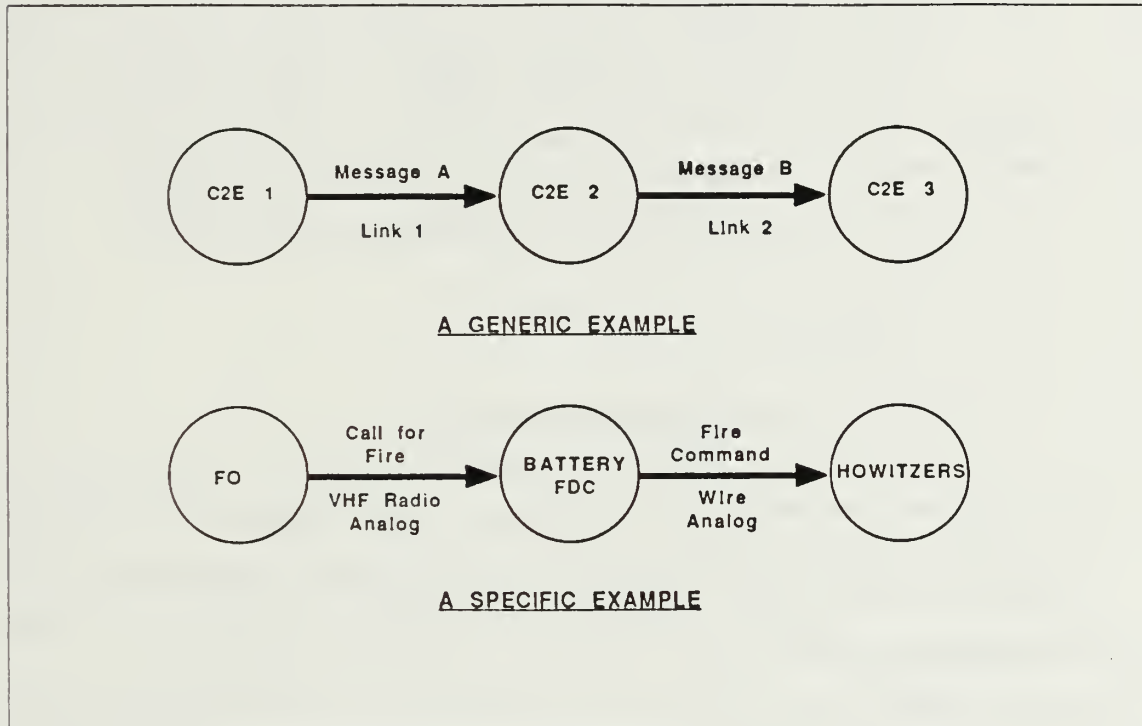 C2E 1
Message A
Link 1
C2E 2
Message B
Link 2
C2E 3
A GENERIC EXAMPLE
FO
Call for
Fire
VHF Radio
Analog
BATTERY
FDC
Fire
Command
Wire
Analog
HOWITZERS
A SPECIFIC EXAMPLE